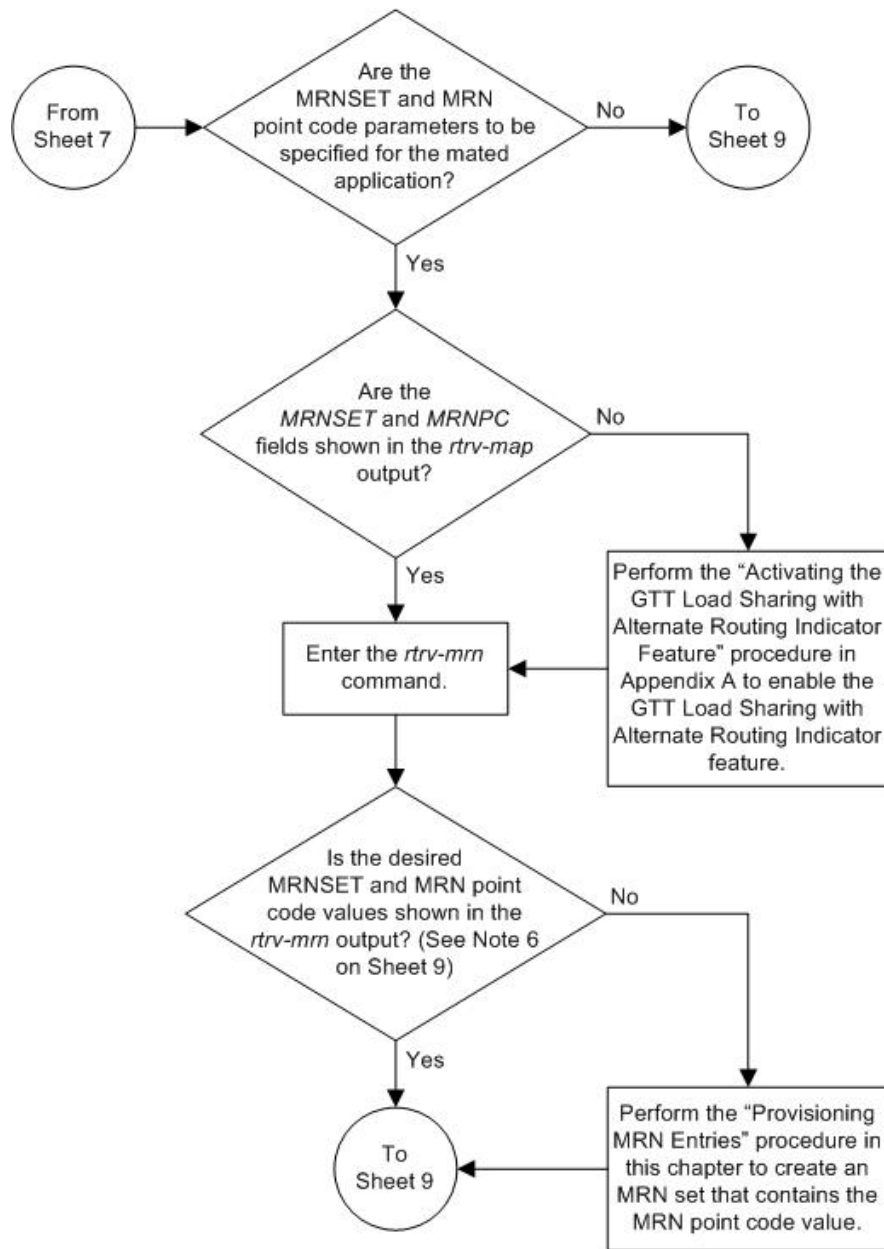 From
Sheet 7
Are the
MRNSET and MRN
point code parameters to be
specified for the mated
application?
No
To
Sheet 9
Yes
Are the
MRNSET and MRNPC
fields shown in the rtrv-map
output?
No
Yes
Perform the “Activating the
GTT Load Sharing with
Alternate Routing Indicator
Feature” procedure in
Appendix A to enable the
GTT Load Sharing with
Alternate Routing Indicator
feature.
Enter the rtrv-mrn
command.
Is the desired
MRNSET and MRN point
code values shown in the
rtrv-mrn output? (See Note 6
on Sheet 9)
No
Yes
To
Sheet 9
Perform the “Provisioning
MRN Entries” procedure in
this chapter to create an
MRN set that contains the
MRN point code value.